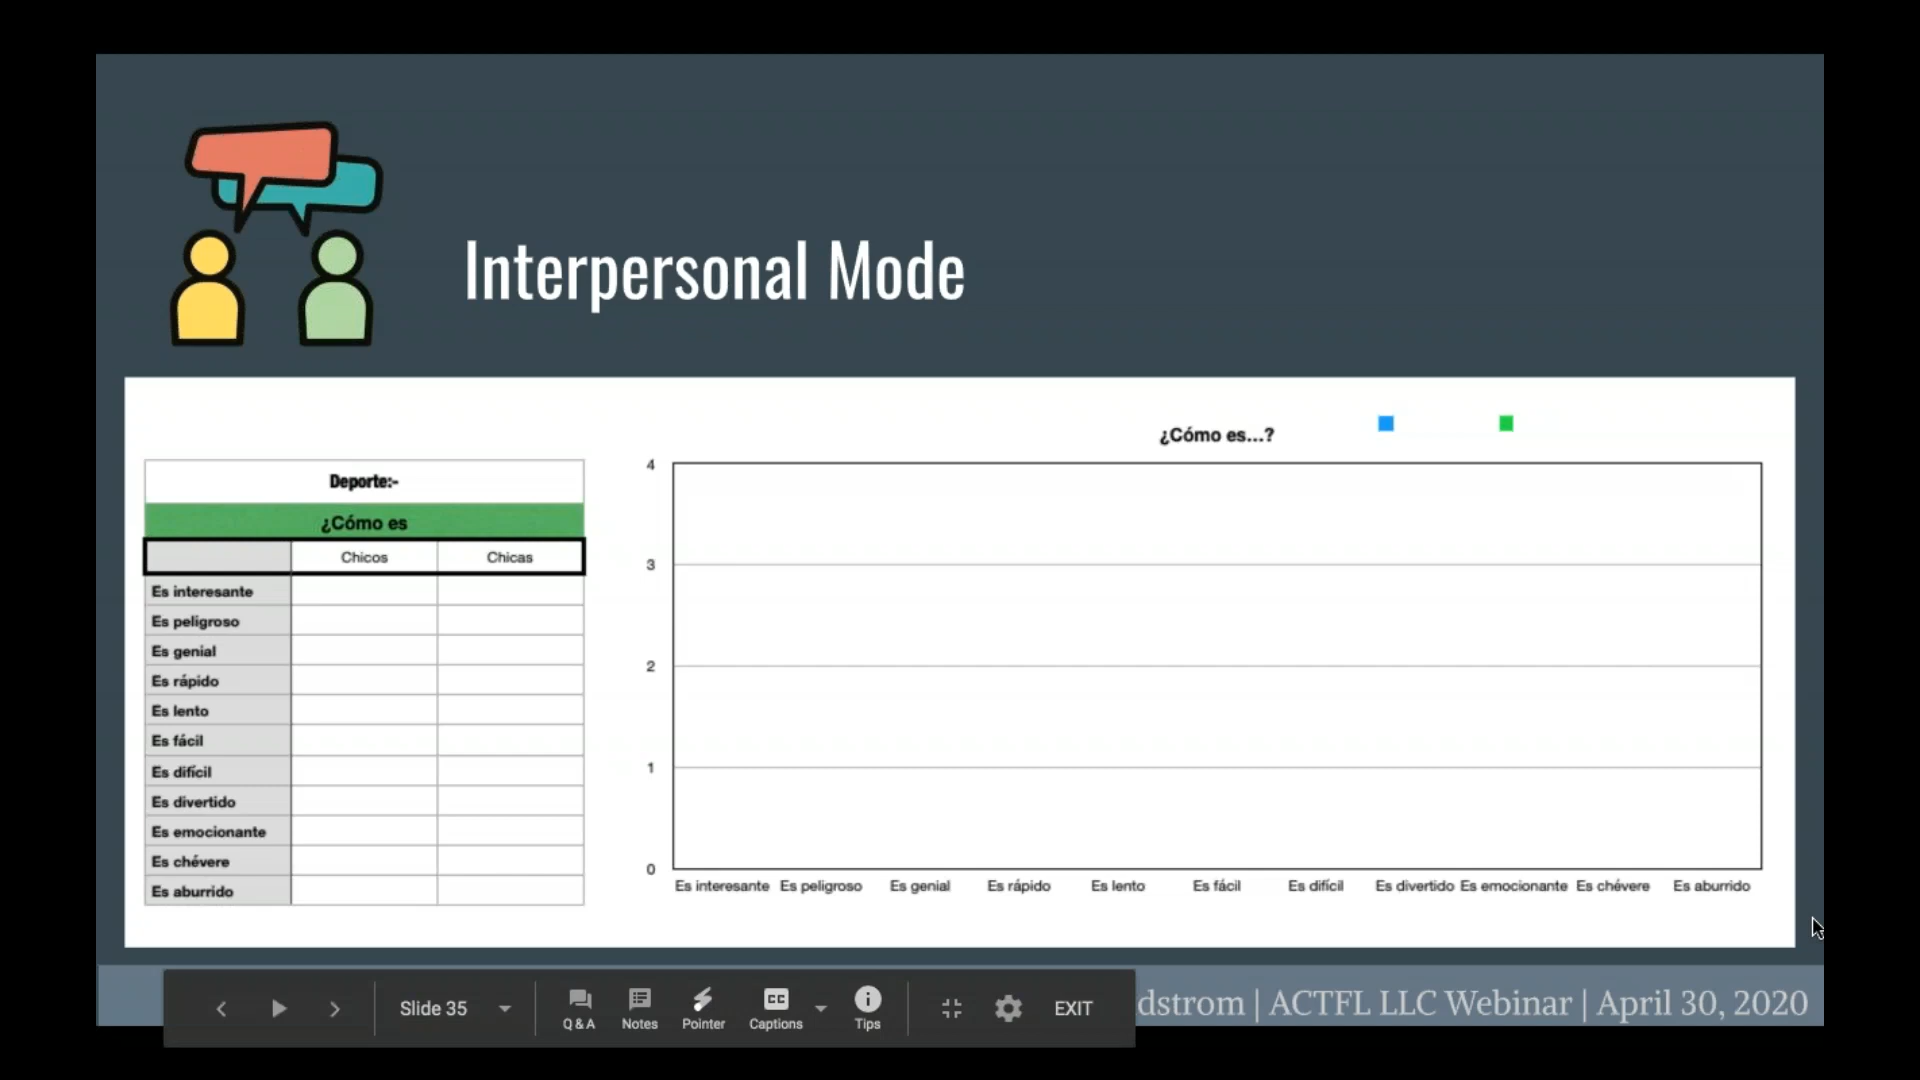 Interpersonal Mode
¿Cómo es...?
Deporte:-
¿Cómo es
Chicos Chicas
Es interesante
Es peligroso
Es genial
Es rápido
Es lento
Es fácil
Es difícil
Es divertido
Es emocionante
Es chévere
Es aburrido
4
3
2
1
0
Es interesante Es peligroso Es genial Es rápido Es lento Es fácil Es difícil Es divertido Es emocionante Es chévere Es aburrido
dstrom | ACTFL LLC Webinar | April 30, 2020
Slide 35
Q & A Notes Pointer CC Captions Tips EXIT